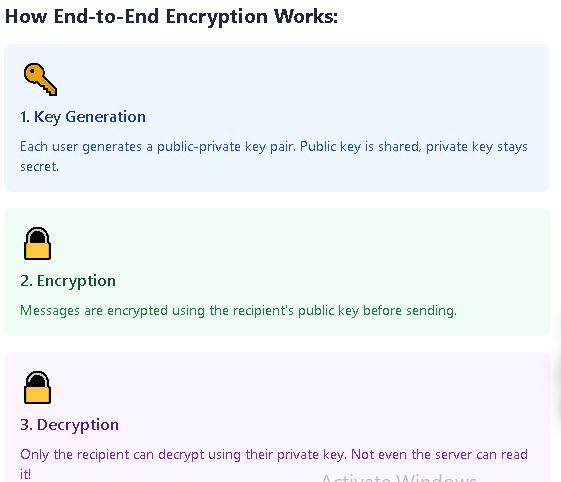 How End-to-End Encryption Works:
1. Key Generation
Each user generates a public-private key pair. Public key is shared, private key stays
secret.
2. Encryption
Messages are encrypted using the recipient's public key before sending.
3. Decryption
Only the recipient can decrypt using their private key. Not even the server can read
it!
Activate Windows